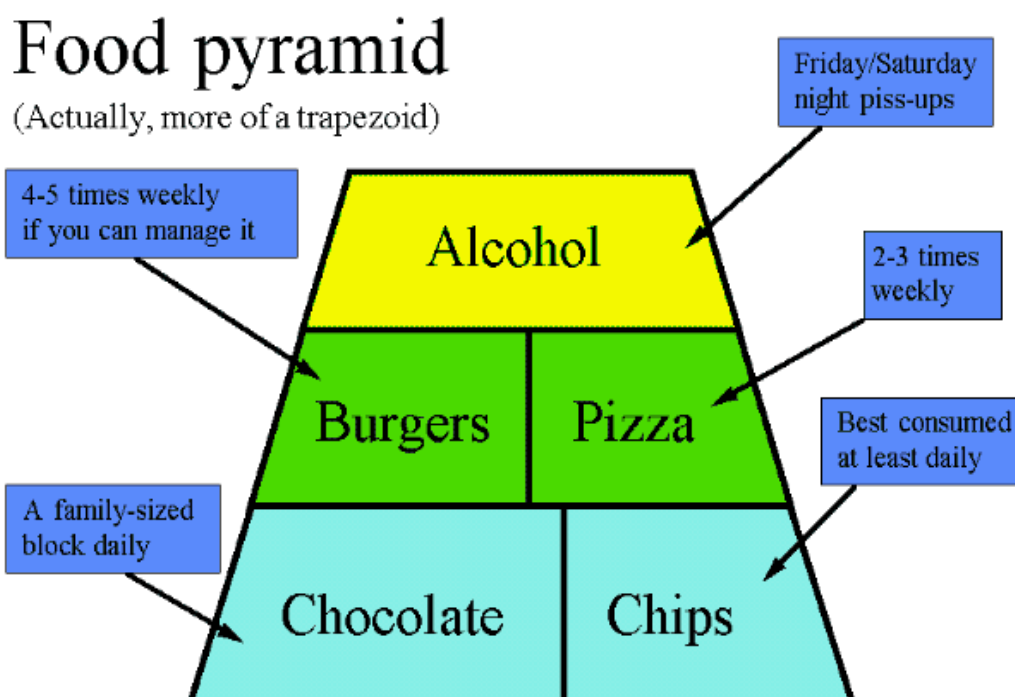 Food pyramid
(Actually, more of a trapezoid)
Friday/Saturday
night piss-ups
4-5 times weekly
if you can manage it
Alcohol
2-3 times
weekly
Burgers
Pizza
Best consumed
at least daily
A family-sized
block daily
Chocolate
Chips